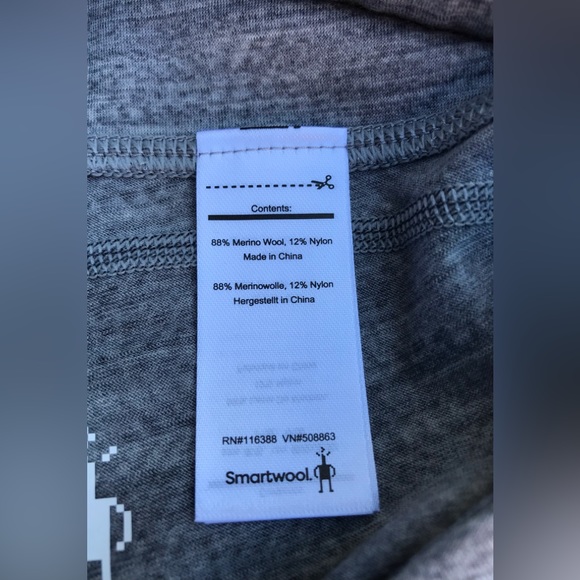 Contents:
88% Merino Wool, 12% Nylon
Made in China
88% Merinowolle, 12% Nylon
Hergestellt in China
RN#116388 VN#508863
Smartwool.